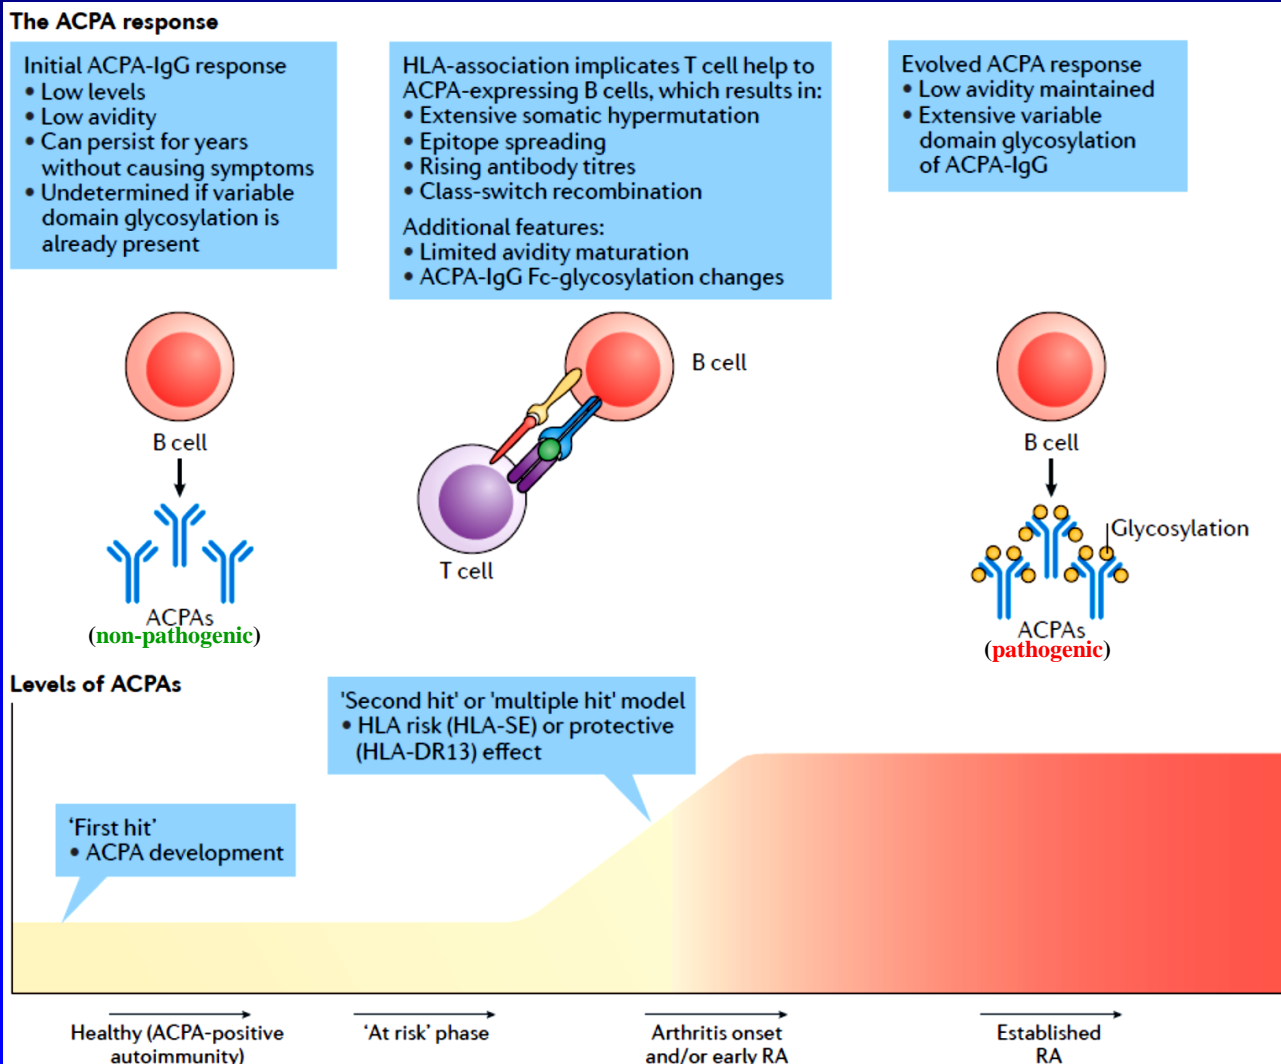 The ACPA response
Initial ACPA-IgG response
• Low levels
• Low avidity
• Can persist for years
without causing symptoms
• Undetermined if variable
domain glycosylation is
already present
HLA-association implicates T cell help to
ACPA-expressing B cells, which results in:
• Extensive somatic hypermutation
• Epitope spreading
• Rising antibody titres
• Class-switch recombination
Additional features:
• Limited avidity maturation
• ACPA-IgG Fc-glycosylation changes
Evolved ACPA response
• Low avidity maintained
• Extensive variable
domain glycosylation
of ACPA-IgG
B cell
ACPAs
(non-pathogenic)
B cell
T cell
B cell
Glycosylation
ACPAs
(pathogenic)
Levels of ACPAs
'Second hit' or 'multiple hit' model
• HLA risk (HLA-SE) or protective
(HLA-DR13) effect
‘First hit’
• ACPA development
Healthy (ACPA-positive
autoimmunity)
‘At risk’ phase
Arthritis onset
and/or early RA
Established
RA